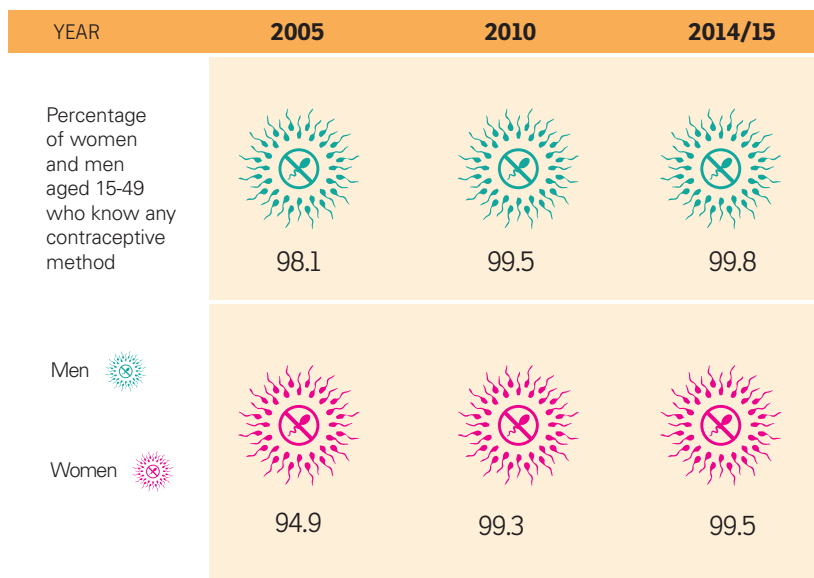 YEAR 2005 2010 2014/15
Percentage
of women
and men
aged 15-49
who know any
contraceptive
method
98.1 99.5 99.8
Men
Women
94.9 99.3 99.5